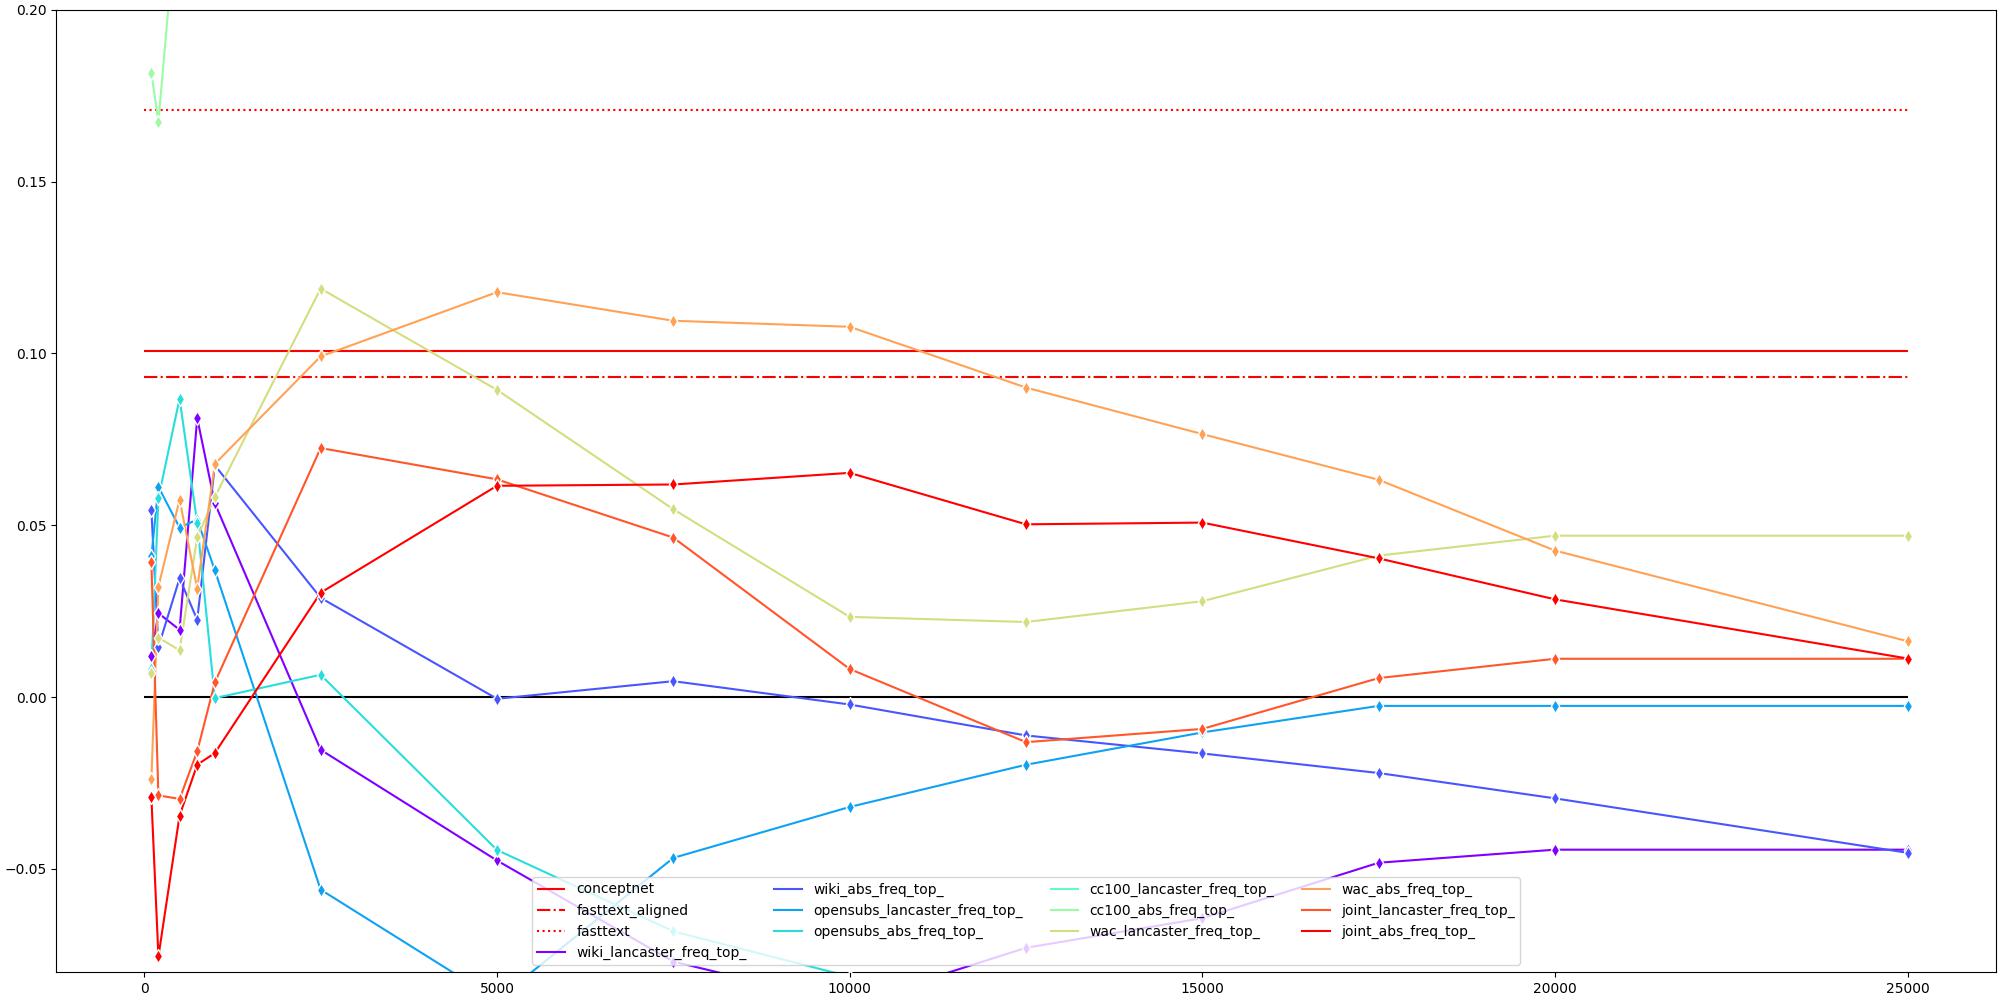 0.20
0.15
0.10
0.05
0.00
−0.05
0 5000 10000 15000 20000 25000
conceptnet
fasttext_aligned
fasttext
wiki_lancaster_freq_top_
wiki_abs_freq_top_
opensubs_lancaster_freq_top_
opensubs_abs_freq_top_
cc100_lancaster_freq_top_
cc100_abs_freq_top_
wac_lancaster_freq_top_
wac_abs_freq_top_
joint_lancaster_freq_top_
joint_abs_freq_top_